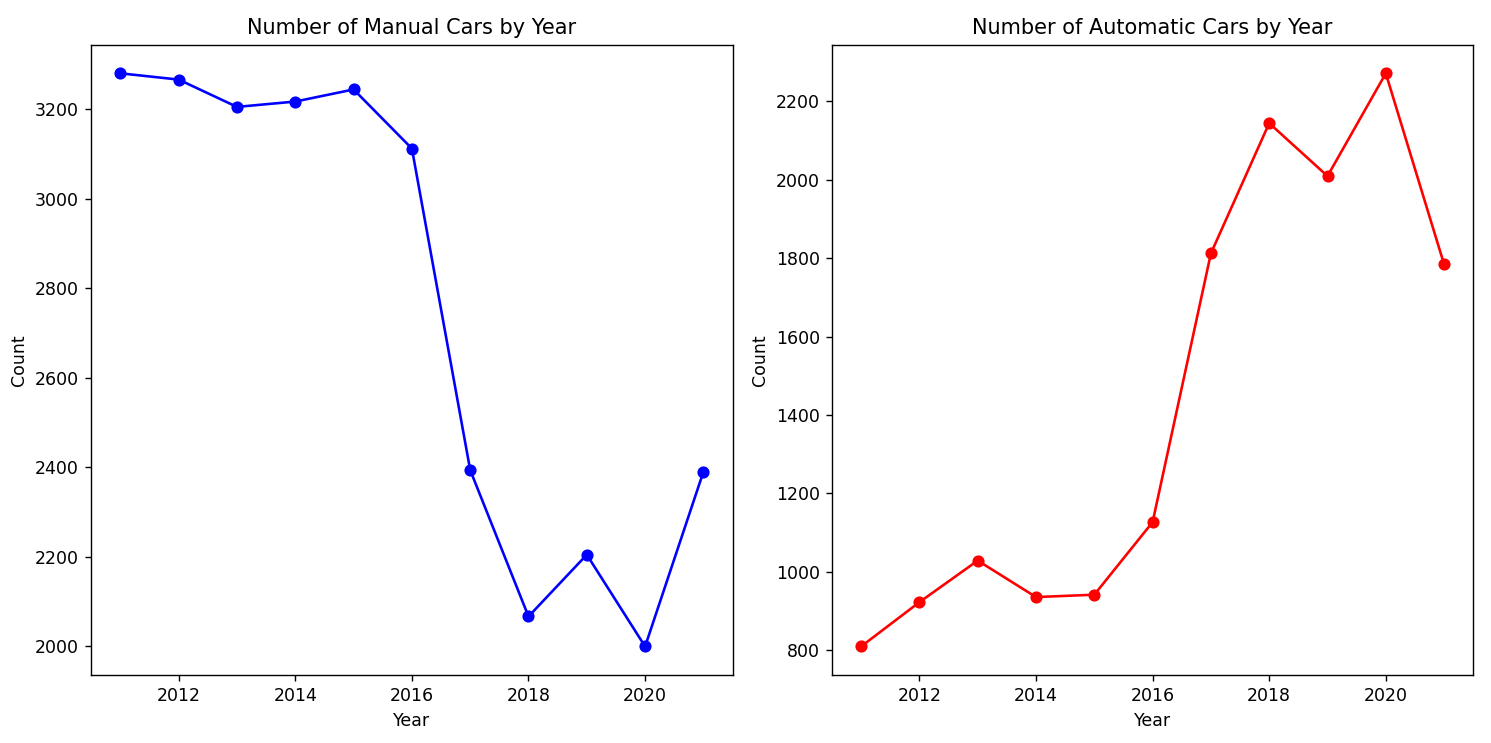 Number of Manual Cars by Year
Count
3200
3000
2800
2600
2400
2200
2000
2012 2014 2016 2018 2020
Year
Number of Automatic Cars by Year
Count
2200
2000
1800
1600
1400
1200
1000
800
2012 2014 2016 2018 2020
Year